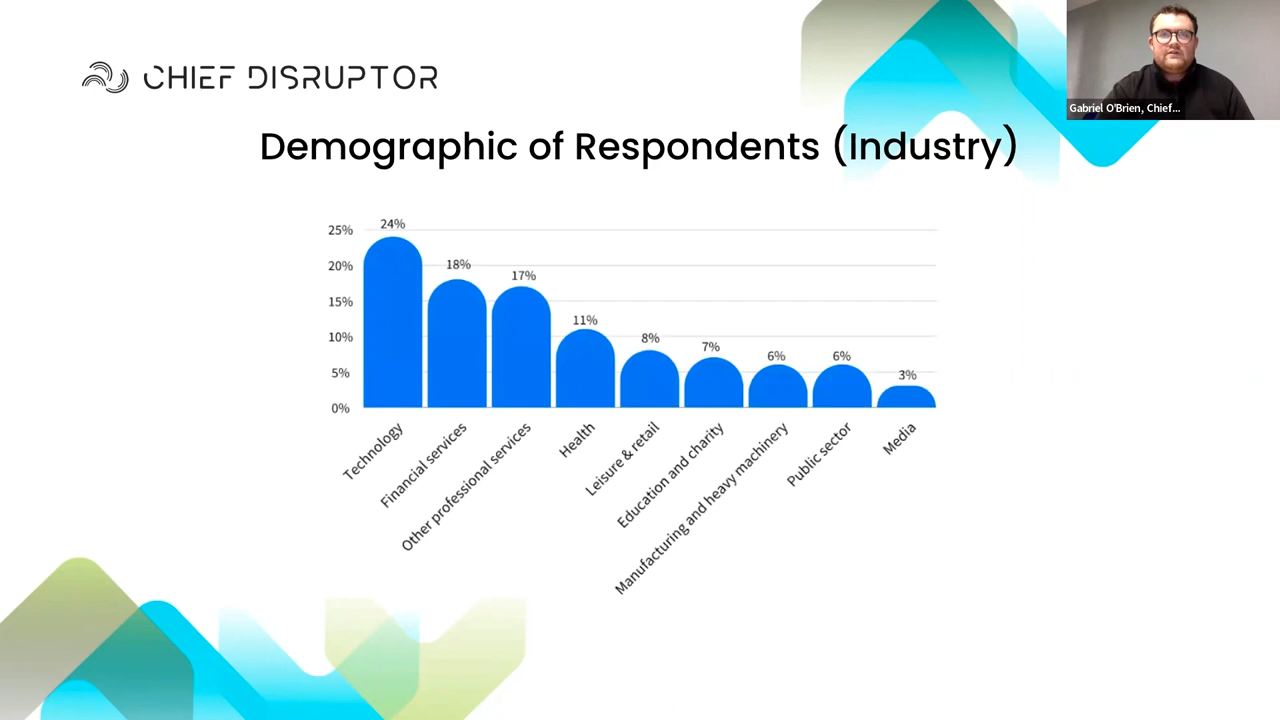 CHIEF DISRUPTOR
Gabriel O'Brien, Chief...
Demographic of Respondents (Industry)
25%
20%
15%
10%
5%
0%
24%
18%
17%
11%
8%
7%
6%
6%
3%
Technology
Financial services
Other professional services
Health
Leisure & retail
Education and charity
Manufacturing and heavy machinery
Public sector
Media